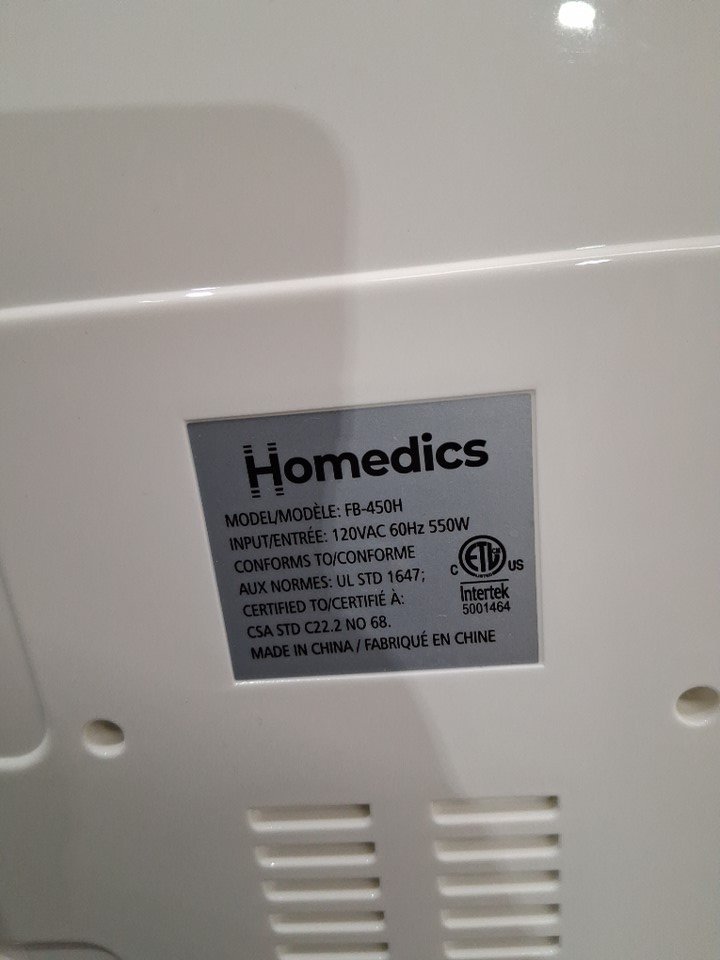 Homedics
MODEL/MODÈLE: FB-450H
INPUT/ENTRÉE: 120VAC 60Hz 550W
CONFORMS TO/CONFORME
AUX NORMES: UL STD 1647;
CERTIFIED TO/CERTIFIÉ À:
CSA STD C22.2 NO 68.
MADE IN CHINA / FABRIQUÉ EN CHINE
C ETL US
LISTED
Intertek
5001464